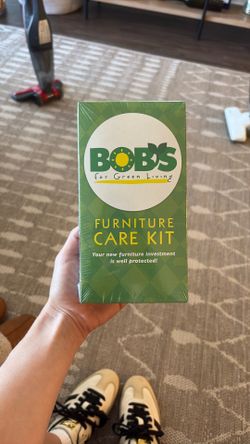 BOB'S
for Green Living
FURNITURE
CARE KIT
Your new furniture investment
is well protected!